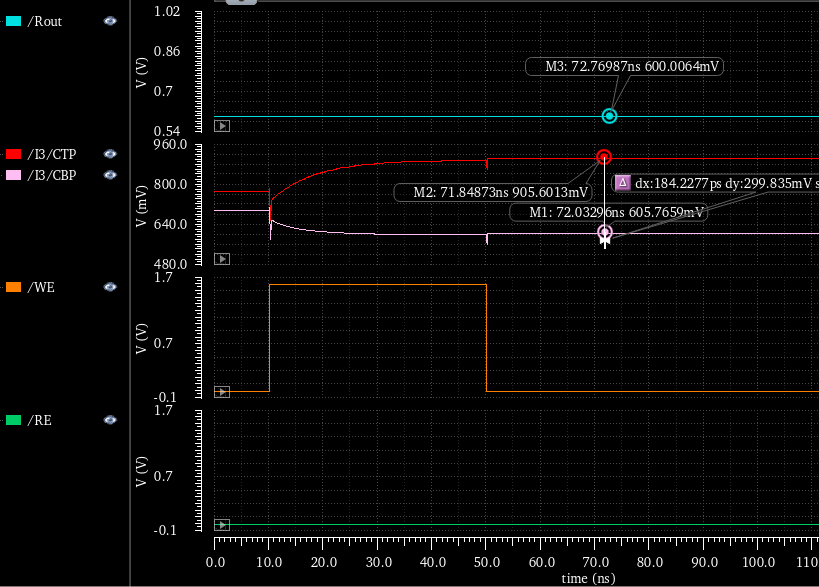 /Rout
1.02
0.86
0.7
0.54
V (V)
M3: 72.76987ns 600.0064mV
/I3/CTP
/I3/CBP
960.0
800.0
640.0
480.0
V (mV)
M2: 71.84873ns 905.6013mV
Δ dx:184.2277ps dy:299.835mV s
M1: 72.03296ns 605.7659mV
/WE
1.7
0.7
-0.1
V (V)
/RE
1.7
0.7
-0.1
V (V)
0.0 10.0 20.0 30.0 40.0 50.0 60.0 70.0 80.0 90.0 100.0 110
time (ns)